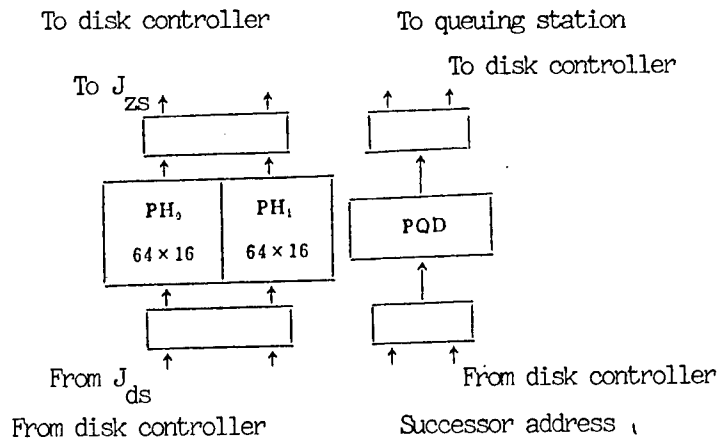 To disk controller To queuing station
To disk controller
To J_zs
PH₀ PH₁ PQD
64×16 64×16
From J_ds From disk controller
From disk controller Successor address